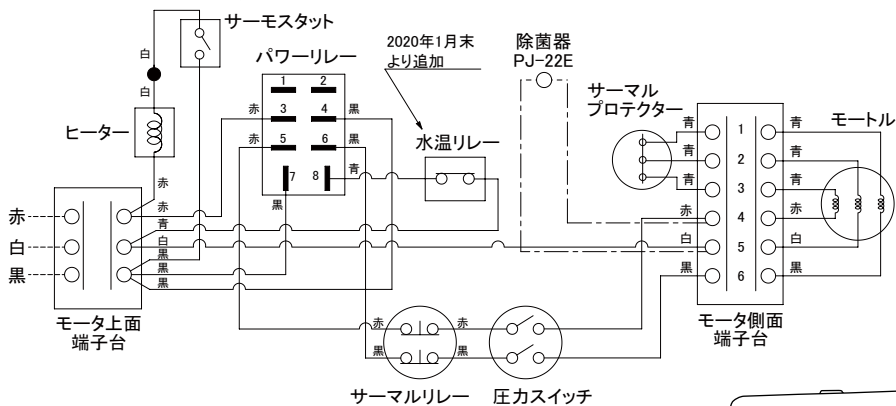 サーモスタット
白
白
ヒーター
赤
パワーリレー
1 2
3 4
5 6
7 8
赤
赤
黒
黒
青
黒
2020年1月末
より追加
水温リレー
除菌器
PJ-22E
サーマル
プロテクター
青
青
青
赤
白
黒
1
2
3
4
5
6
青
青
青
赤
白
黒
モートル
赤
白
黒
赤
青
白
黒
黒
黒
モータ上面
端子台
赤
赤
黒
黒
サーマルリレー
圧力スイッチ
モータ側面
端子台